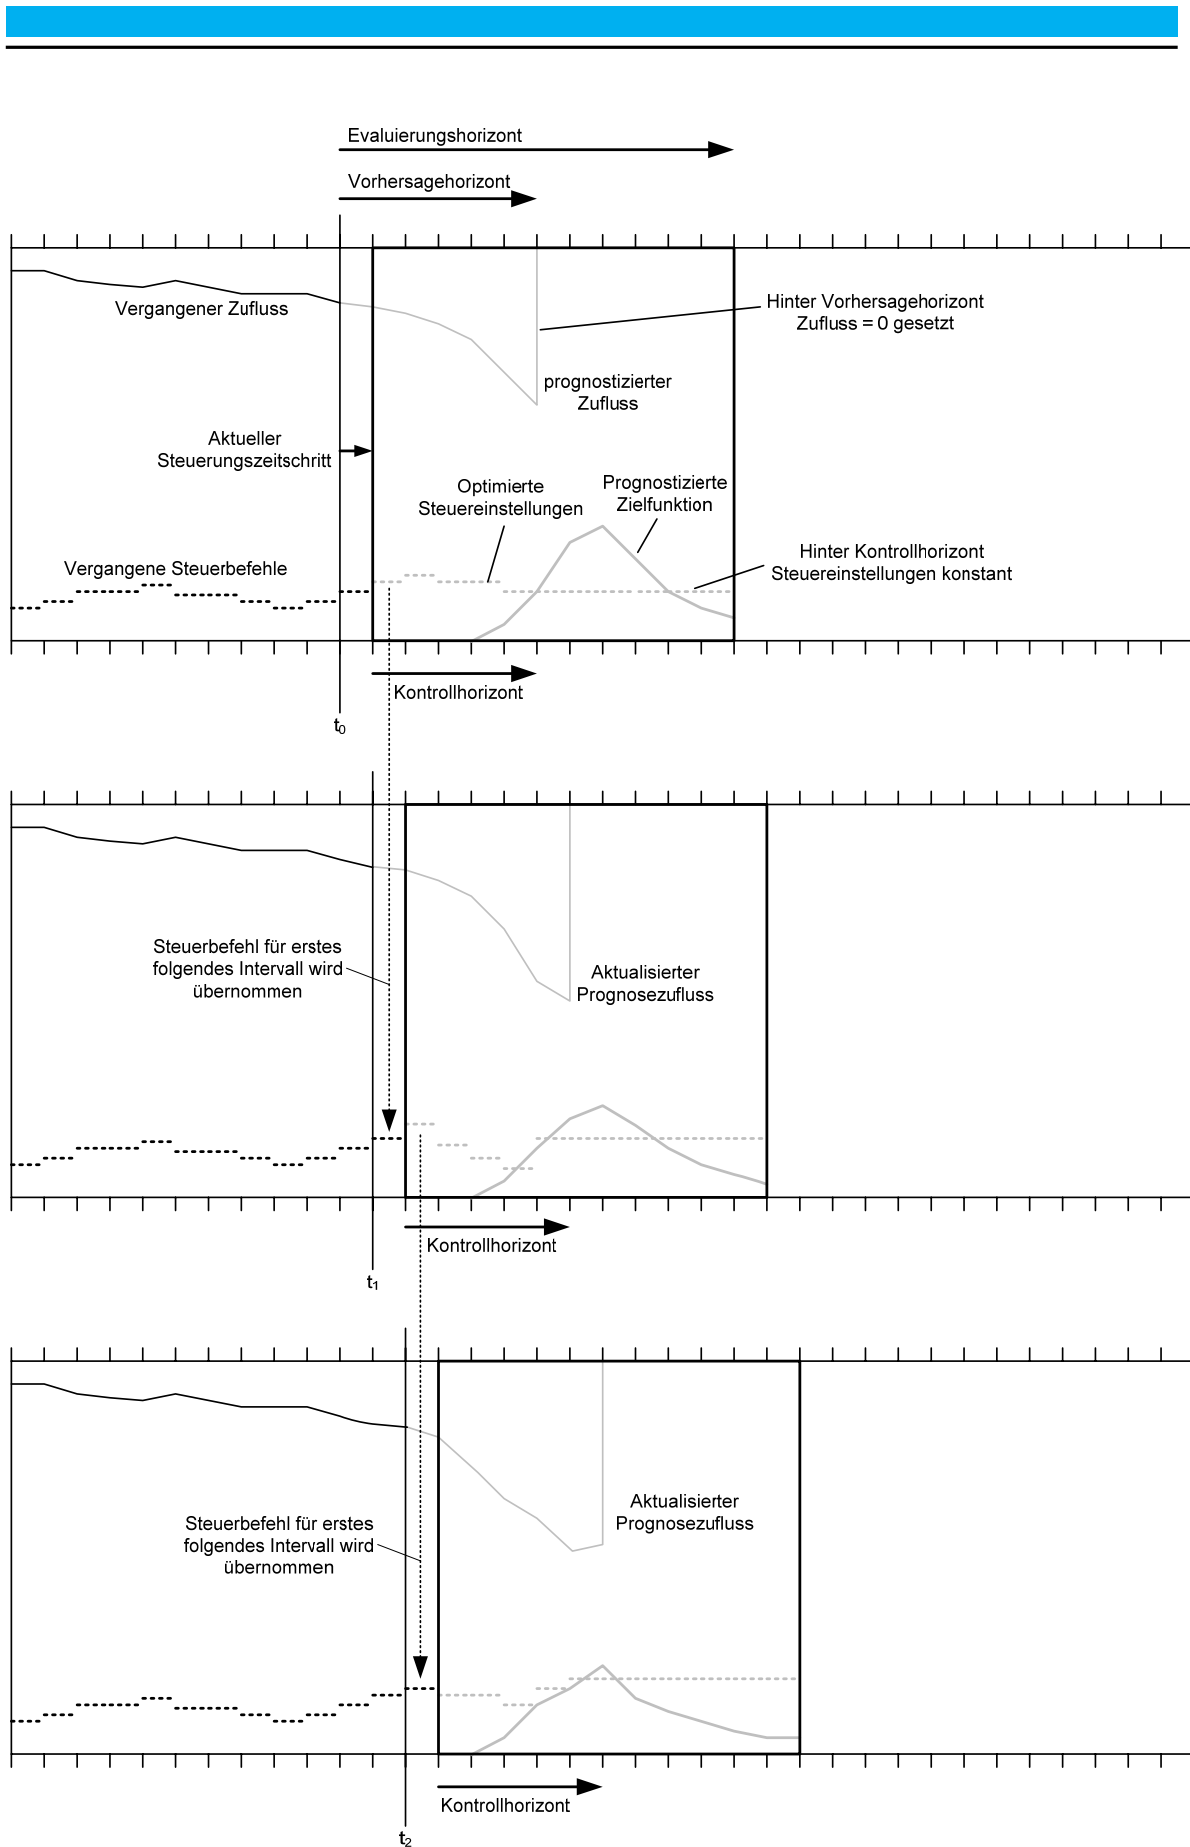 Evaluierungshorizont
Vorhersagehorizont
Vergangener Zufluss
Hinter Vorhersagehorizont
Zufluss = 0 gesetzt
prognostizierter
Zufluss
Aktueller
Steuerungszeitschritt
Optimierte
Steuereinstellungen
Prognostizierte
Zielfunktion
Hinter Kontrollhorizont
Steuereinstellungen konstant
Vergangene Steuerbefehle
Kontrollhorizont
t0
Steuerbefehl für erstes
folgendes Intervall wird
übernommen
Aktualisierter
Prognosezufluss
Kontrollhorizont
t1
Aktualisierter
Prognosezufluss
Steuerbefehl für erstes
folgendes Intervall wird
übernommen
Kontrollhorizont
t2